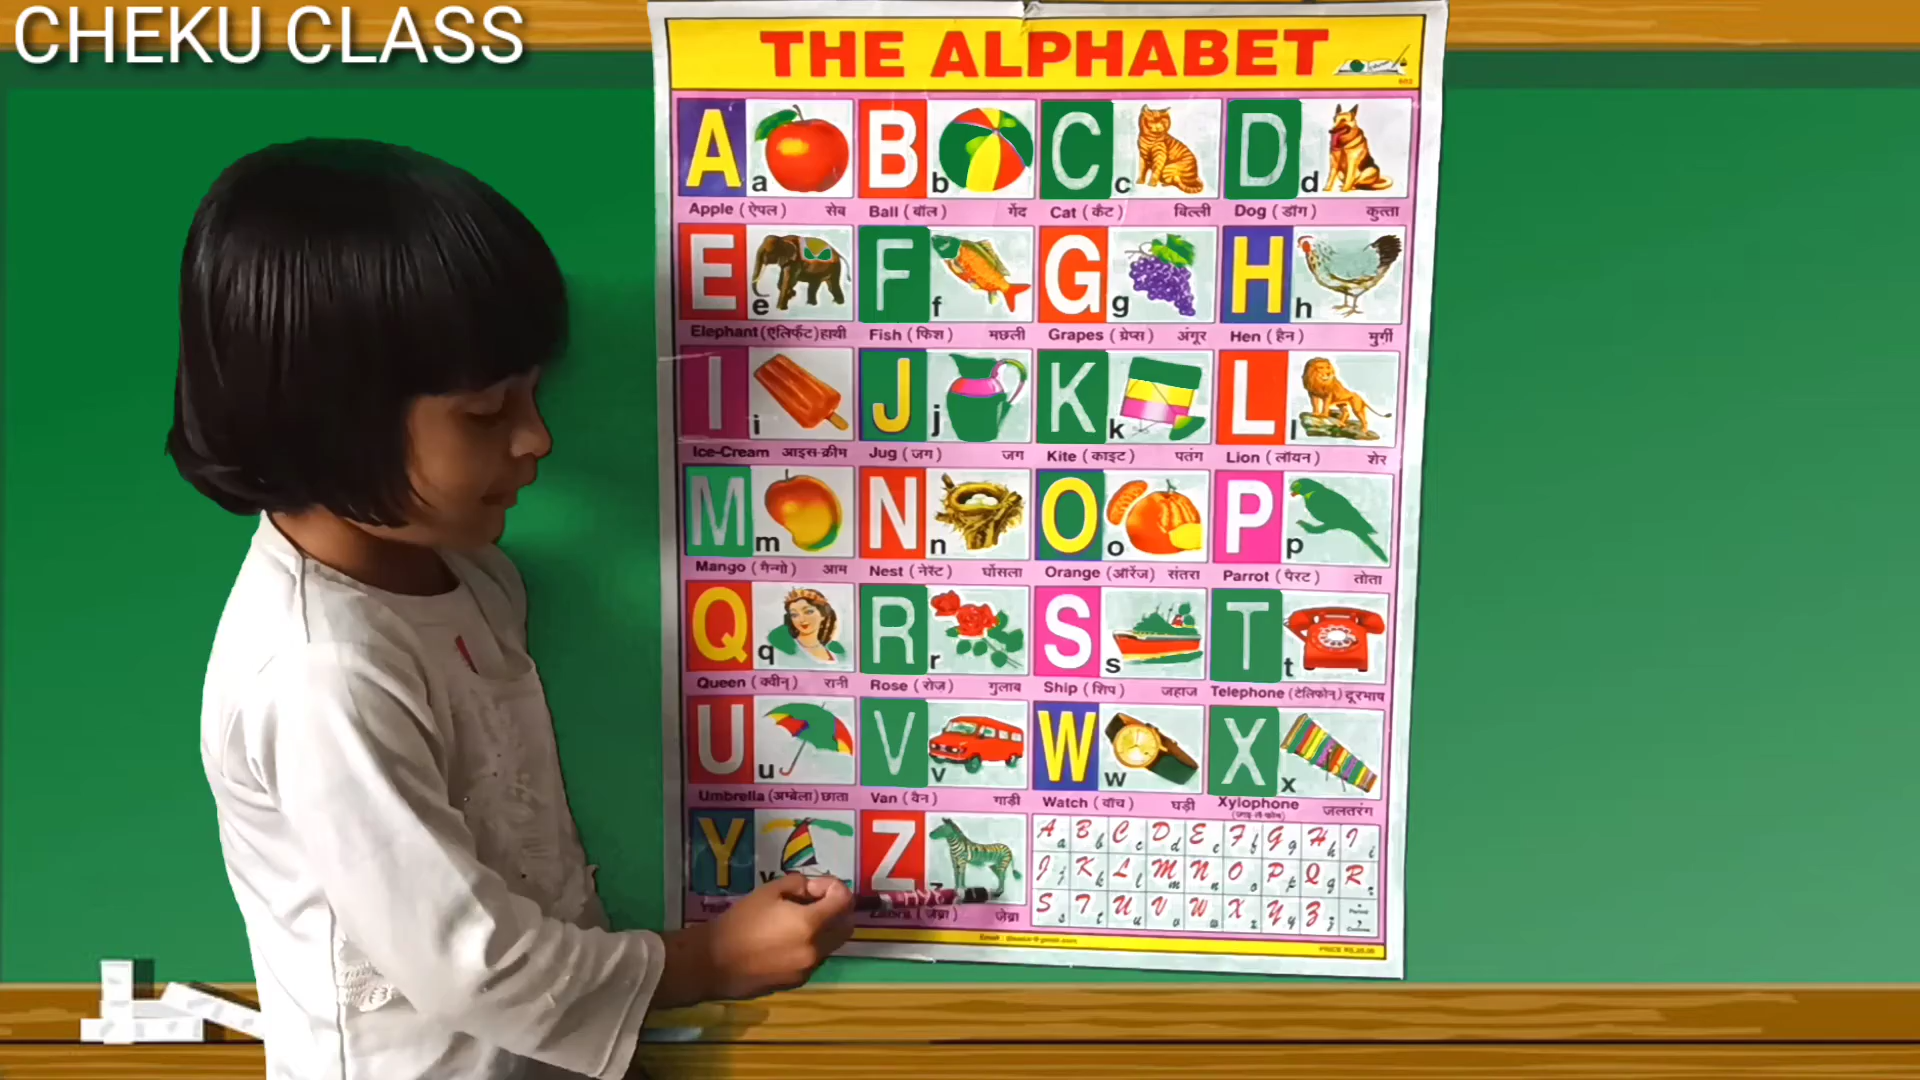 CHEKU CLASS
THE ALPHABET
A a B b C c D d
Apple (ऐपल) सेब Ball (बॉल) गेंद Cat (कैट) बिल्ली Dog (डॉग) कुत्ता
E e F f G g H h
Elephant (एलिफैंट) हाथी Fish (फिश) मछली Grapes (ग्रेप्स) अंगूर Hen (हैन) मुर्गी
I i J j K k L l
Ice-Cream आइस-क्रीम Jug (जग) जग Kite (काइट) पतंग Lion (लॉयन) शेर
M m N n O o P p
Mango (मैन्गो) आम Nest (नेस्ट) घोंसला Orange (ऑरेंज) संतरा Parrot (पैरट) तोता
Q q R r S s T t
Queen (क्वीन) रानी Rose (रोज़) गुलाब Ship (शिप) जहाज Telephone (टेलिफोन) दूरभाष
U u V v W w X x
Umbrella (अम्ब्रेला) छाता Van (वैन) गाड़ी Watch (वॉच) घड़ी Xylophone जलतरंग
Y y Z z
Zebra (जेब्रा) जेब्रा
A a B b C c D d E e F f G g H h I i
J j K k L l M m N n O o P p Q q R r
S s T t U u V v W w X x Y y Z z